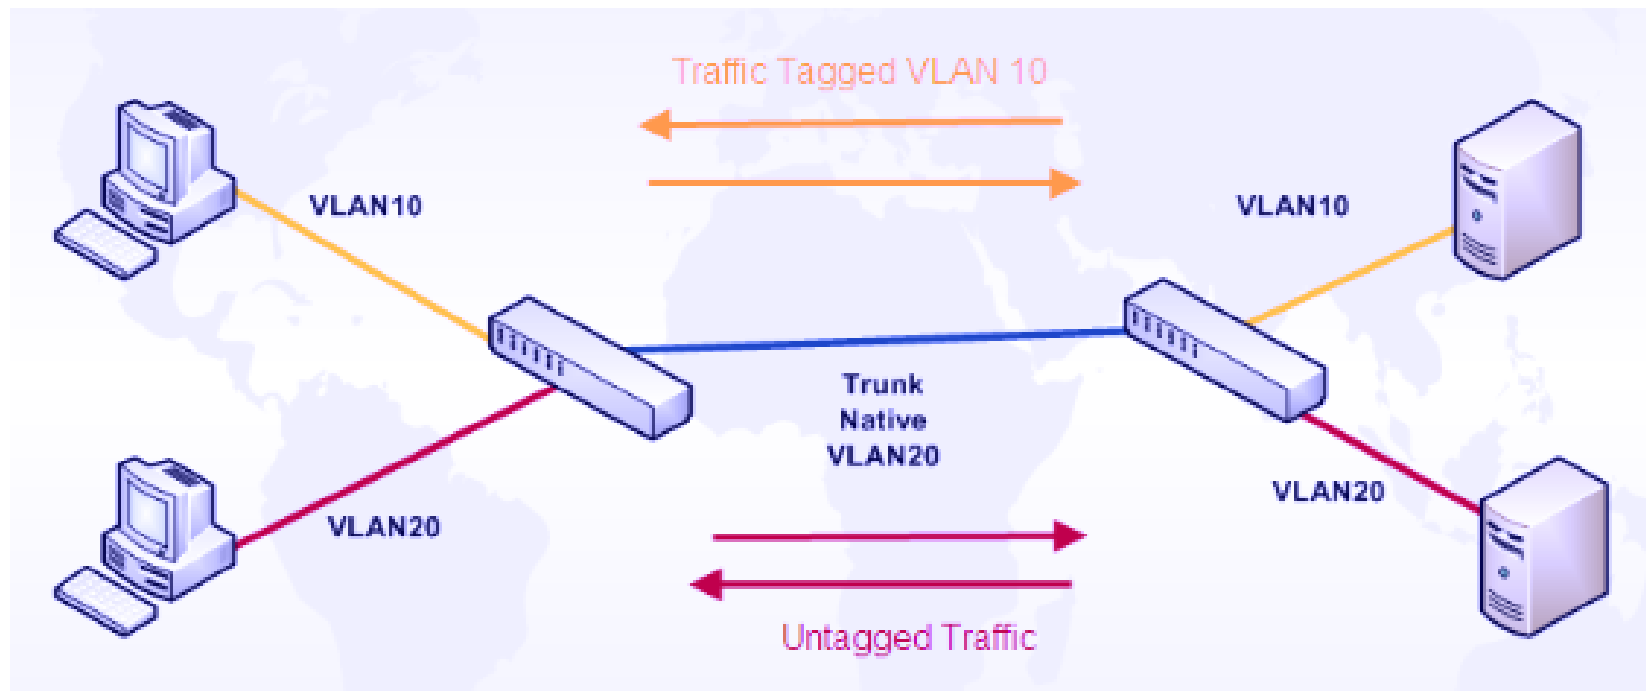 Traffic Tagged VLAN 10
VLAN10
VLAN10
Trunk
Native
VLAN20
VLAN20
VLAN20
Untagged Traffic